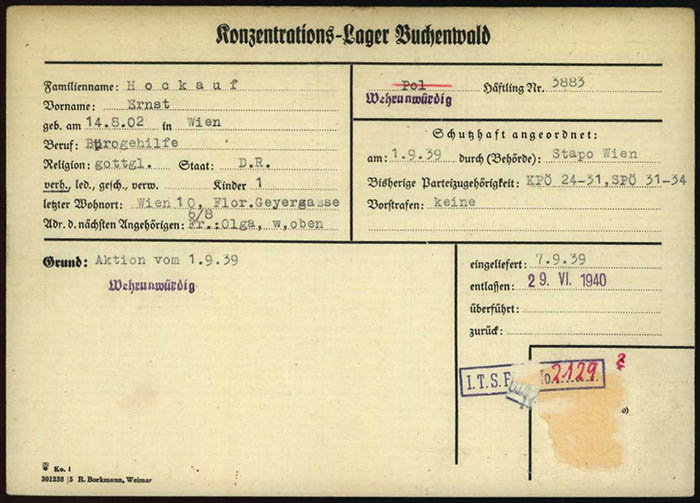 Konzentrations-Lager Buchenwald
Familienname: Hockauf
Vorname: Ernst
geb. am 14.8.02 in Wien
Beruf: Bürogehilfe
Religion: gottgl. Staat: D.R.
verh., led., gesch., verw. Kinder 1
letzter Wohnort: Wien 10, Flor.Geyergasse
6/8
Adr. d. nächsten Angehörigen: Fr.:Olga, w,oben
Pol Häftling Nr. 3883
Wehrunwürdig
Schutzhaft angeordnet:
am: 1.9.39 durch (Behörde): Stapo Wien
Bisherige Parteizugehörigkeit: KPÖ 24-31,SPÖ 31-34
Vorstrafen: keine
Grund: Aktion vom 1.9.39
Wehrunwürdig
eingeliefert: 7.9.39
entlassen: 29. VI. 1940
überführt:
zurück:
I.T.S. No. 2129
Ko. 1
301238 5 R. Borkmann, Weimar